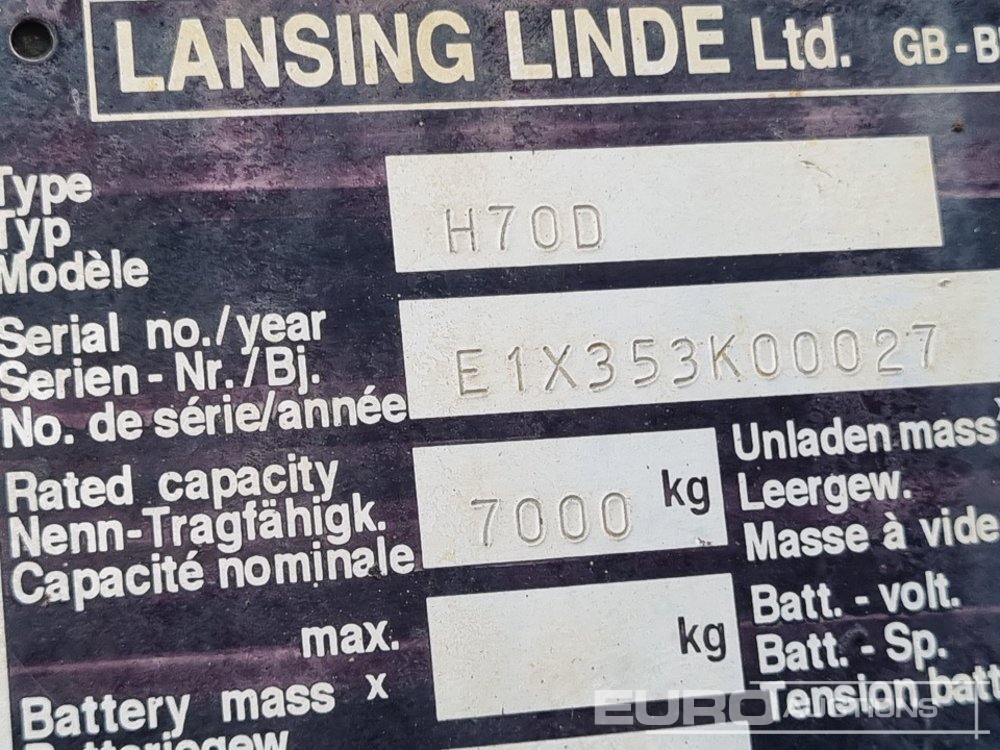 LANSING LINDE Ltd. GB-B
Type
Typ
Modèle
H70D
Serial no./year
Serien-Nr./Bj.
No. de série/année
E1X353K00027
Rated capacity
Nenn-Tragfähigk.
Capacité nominale
7000 kg
Unladen mass
Leergew.
Masse à vide
max.
kg
Batt. - volt.
Batt. - Sp.
Tension batt
Battery mass x
Batteriegew
EURO AUCTIONS